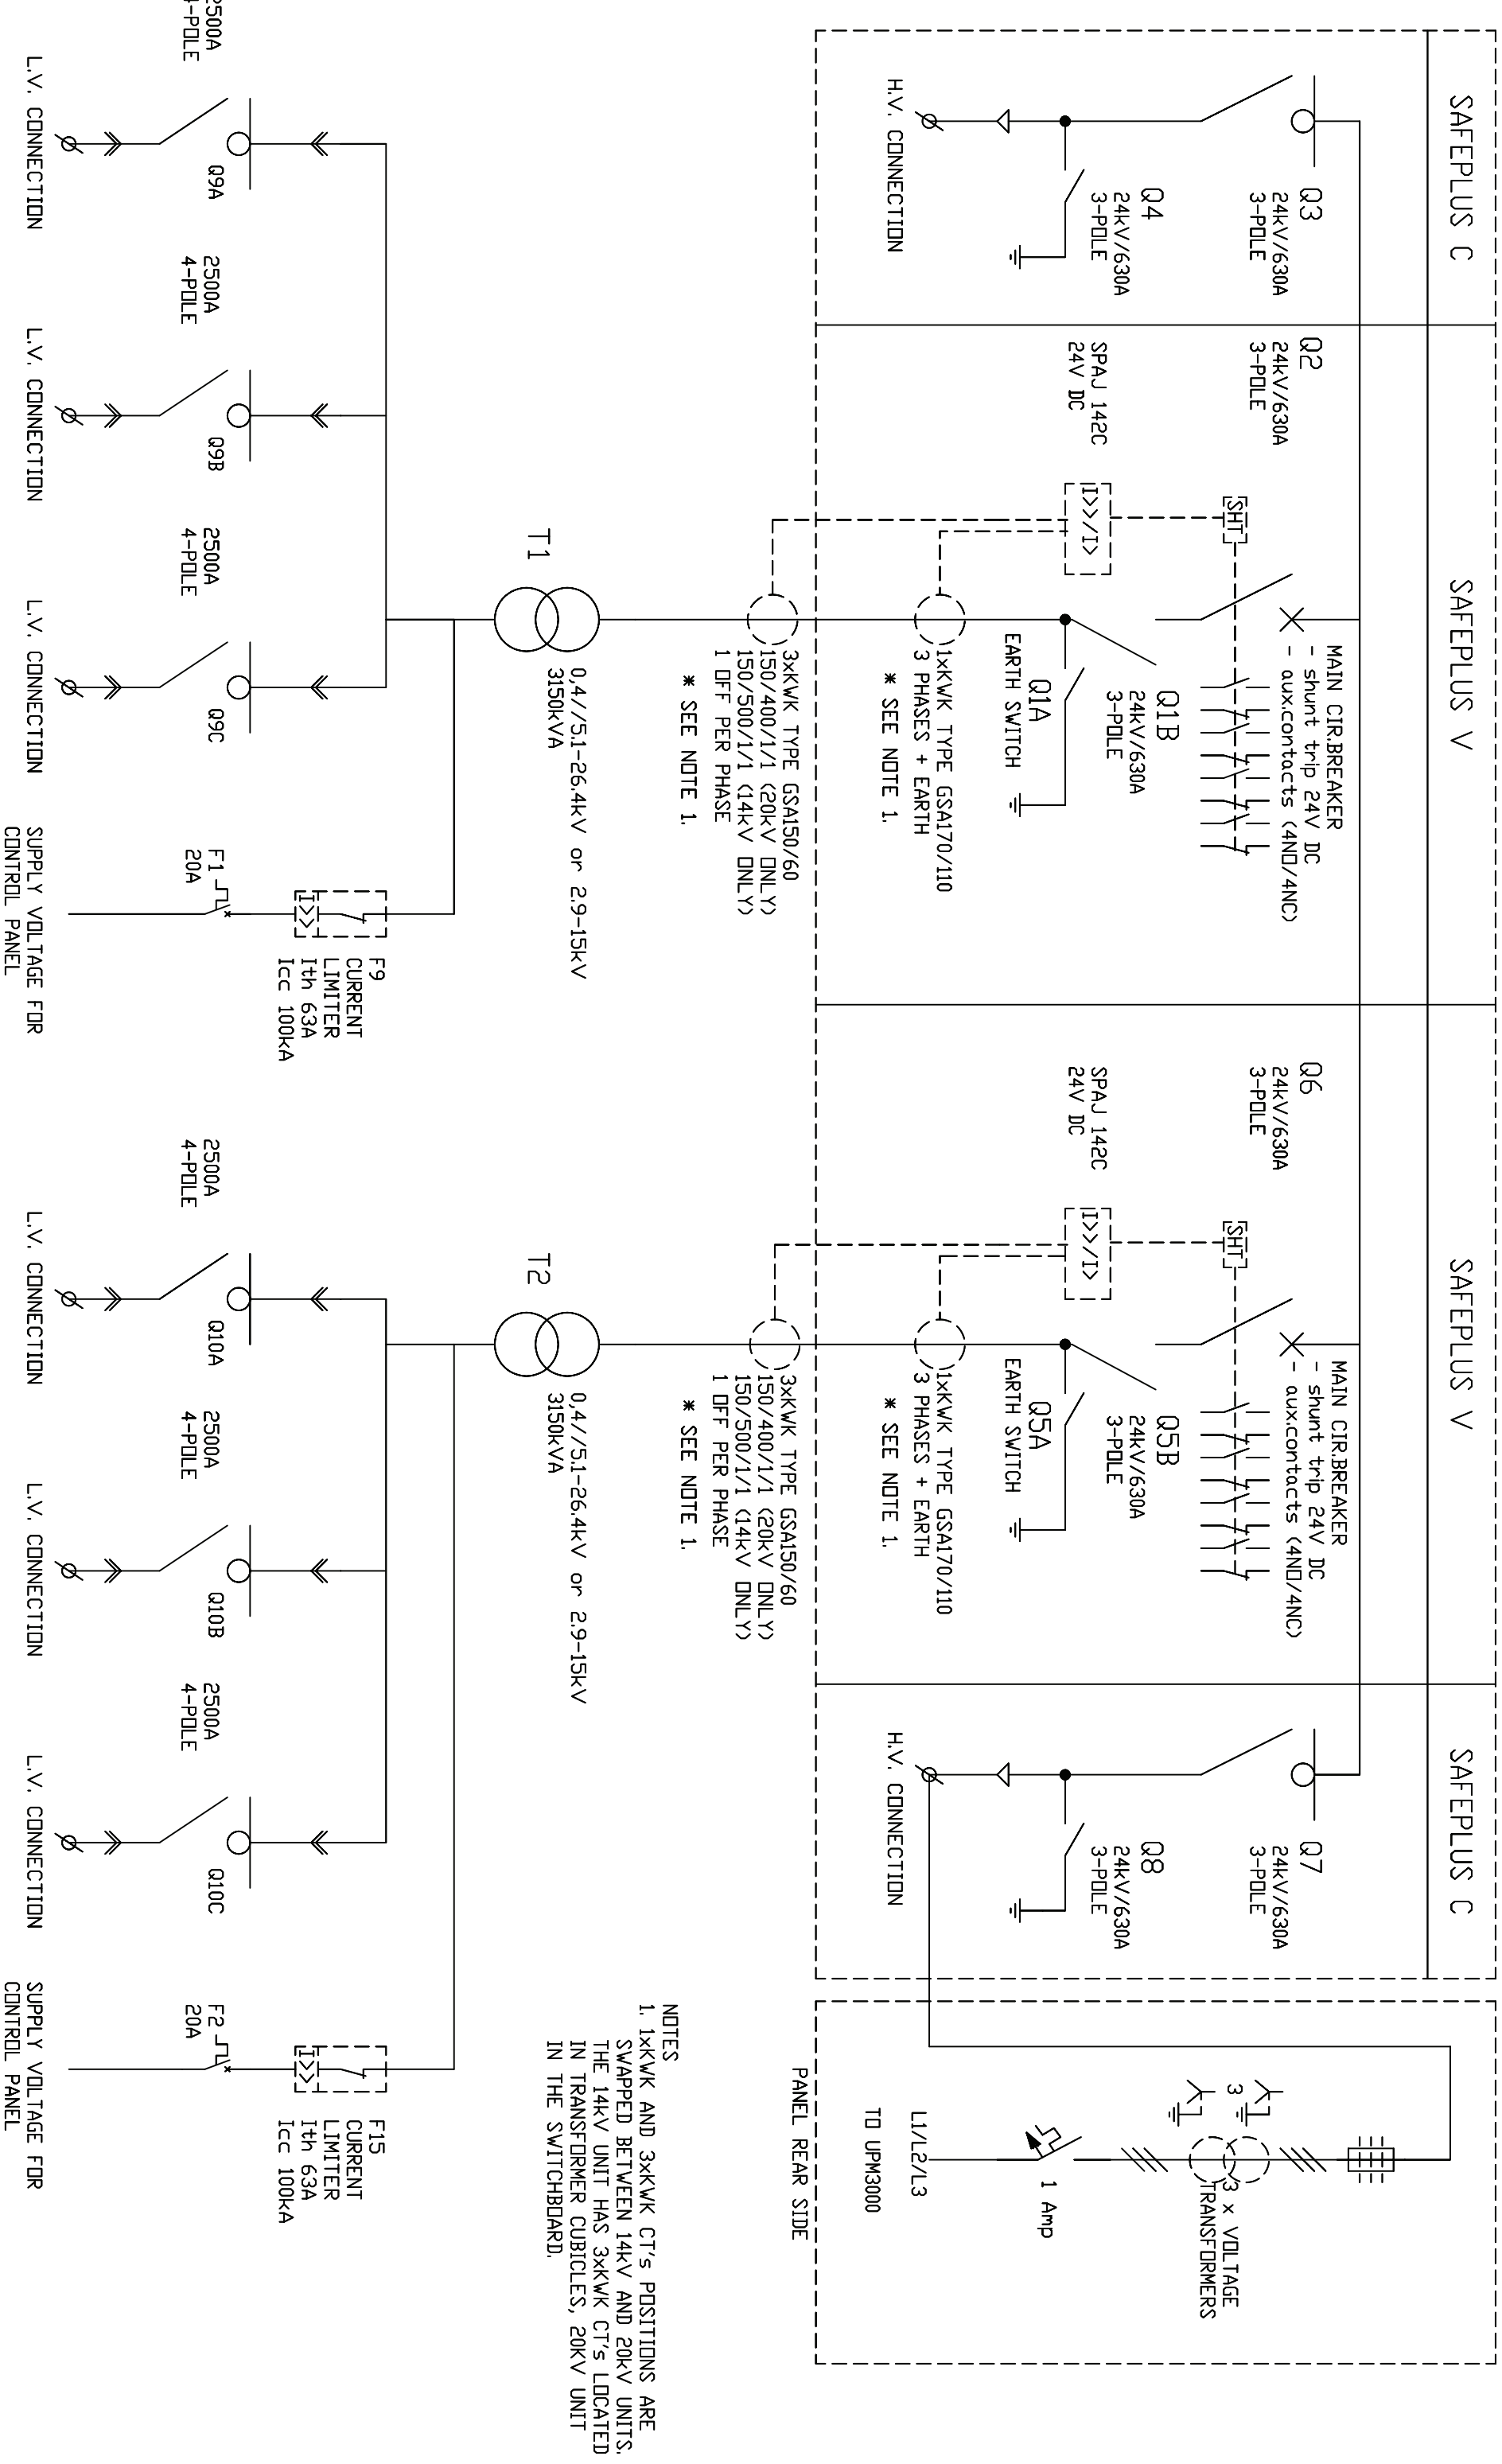 SAFEPLUS C
SAFEPLUS V
SAFEPLUS V
SAFEPLUS C
Q3
24kV/630A
3-POLE
Q4
24kV/630A
3-POLE
H.V. CONNECTION
Q2
24kV/630A
3-POLE
SPAJ 142C
24V DC
SHT
I>>/I>
MAIN CIR.BREAKER
- shunt trip 24V DC
- aux.contacts (4NO/4NC)
Q1B
24kV/630A
3-POLE
Q1A
EARTH SWITCH
1xKWK TYPE GSA170/110
3 PHASES + EARTH
* SEE NOTE 1.
3xKWK TYPE GSA150/60
150/400/1/1 (20kV ONLY)
150/500/1/1 (14kV ONLY)
1 OFF PER PHASE
* SEE NOTE 1.
Q6
24kV/630A
3-POLE
SPAJ 142C
24V DC
SHT
I>>/I>
MAIN CIR.BREAKER
- shunt trip 24V DC
- aux.contacts (4NO/4NC)
Q5B
24kV/630A
3-POLE
Q5A
EARTH SWITCH
1xKWK TYPE GSA170/110
3 PHASES + EARTH
* SEE NOTE 1.
3xKWK TYPE GSA150/60
150/400/1/1 (20kV ONLY)
150/500/1/1 (14kV ONLY)
1 OFF PER PHASE
* SEE NOTE 1.
Q7
24kV/630A
3-POLE
Q8
24kV/630A
3-POLE
H.V. CONNECTION
3
3 x VOLTAGE
TRANSFORMERS
1 Amp
L1/L2/L3
TO UPM3000
PANEL REAR SIDE
NOTES
1. 1xKWK AND 3xKWK CT's POSITIONS ARE
SWAPPED BETWEEN 14kV AND 20kV UNITS.
THE 14kV UNIT HAS 3xKWK CT's LOCATED
IN TRANSFORMER CUBICLES, 20KV UNIT
IN THE SWITCHBOARD.
T1
0,4//5.1-26.4kV or 2.9-15kV
3150kVA
T2
0,4//5.1-26.4kV or 2.9-15kV
3150kVA
2500A
4-POLE
Q9A
L.V. CONNECTION
2500A
4-POLE
Q9B
L.V. CONNECTION
2500A
4-POLE
Q9C
L.V. CONNECTION
F9
CURRENT
LIMITER
Ith 63A
Icc 100kA
I>>
F1
20A
SUPPLY VOLTAGE FOR
CONTROL PANEL
2500A
4-POLE
Q10A
L.V. CONNECTION
2500A
4-POLE
Q10B
L.V. CONNECTION
2500A
4-POLE
Q10C
L.V. CONNECTION
F15
CURRENT
LIMITER
Ith 63A
Icc 100kA
I>>
F2
20A
SUPPLY VOLTAGE FOR
CONTROL PANEL